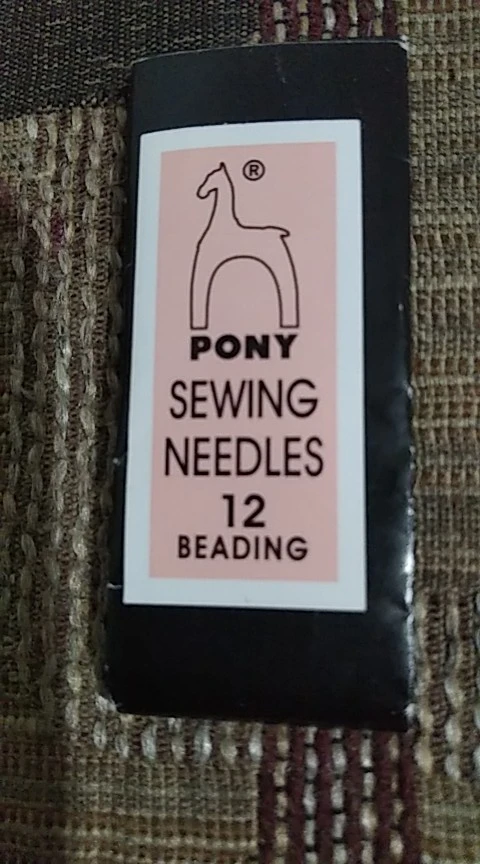 ®
PONY
SEWING
NEEDLES
12
BEADING